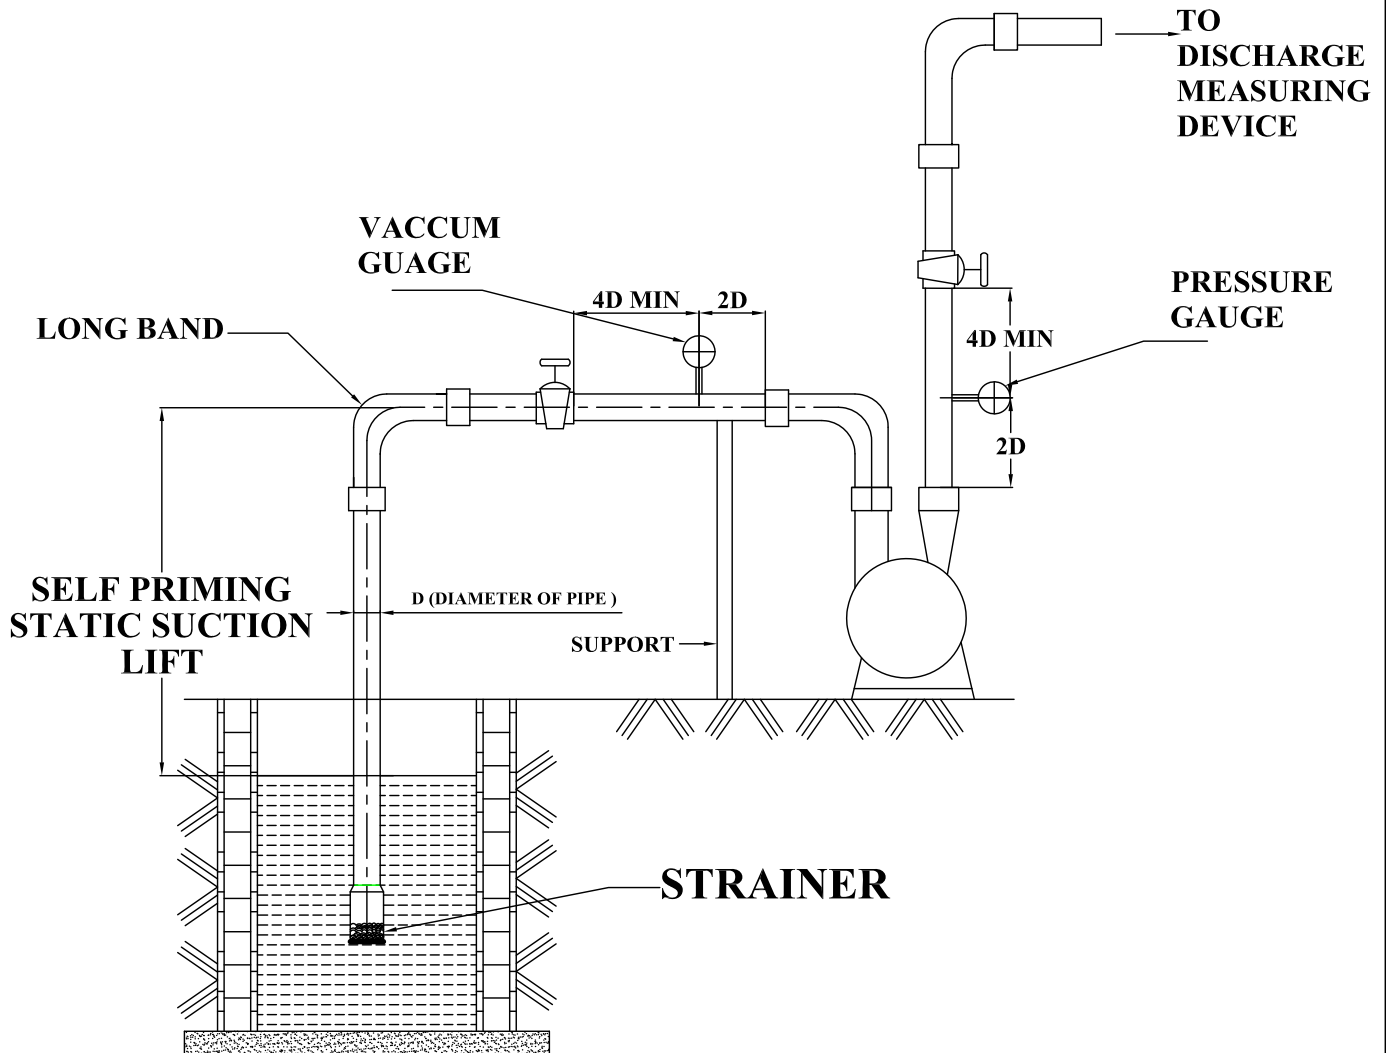 TO
DISCHARGE
MEASURING
DEVICE
VACCUM
GUAGE
PRESSURE
GAUGE
4D MIN
2D
LONG BAND
4D MIN
2D
SELF PRIMING
STATIC SUCTION
LIFT
D (DIAMETER OF PIPE )
SUPPORT
STRAINER